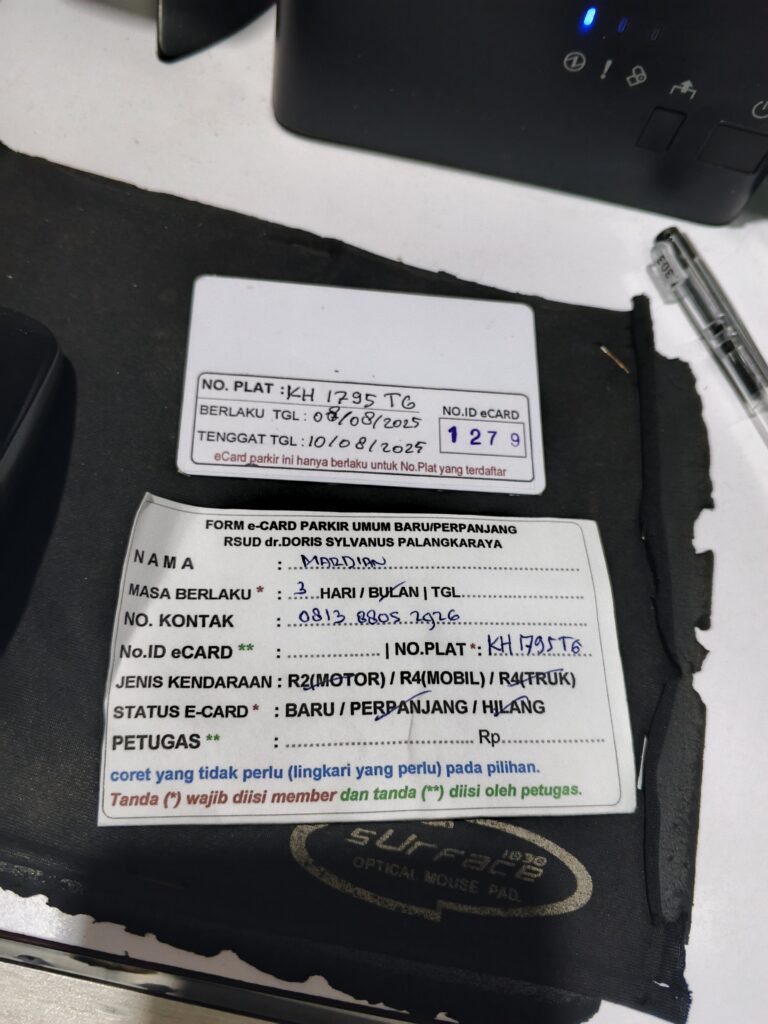 NO. PLAT : KH 1795 TG
BERLAKU TGL : 08/08/2025
NO.ID eCARD
1279
TENGGAT TGL : 10/08/2025
eCard parkir ini hanya berlaku untuk No.Plat yang terdaftar
FORM e-CARD PARKIR UMUM BARU/PERPANJANG
RSUD dr.DORIS SYLVANUS PALANGKARAYA
NAMA : MARDIAN
MASA BERLAKU * : 3 HARI / BULAN | TGL.
NO. KONTAK : 0813 8805 2926
No.ID eCARD ** : | NO.PLAT *: KH 1795 TG
JENIS KENDARAAN : R2(MOTOR) / R4(MOBIL) / R4(TRUK)
STATUS E-CARD * : BARU / PERPANJANG / HILANG
PETUGAS ** : Rp
coret yang tidak perlu (lingkari yang perlu) pada pilihan.
Tanda (*) wajib diisi member dan tanda (**) diisi oleh petugas.
surface 1030
OPTICAL MOUSE PAD